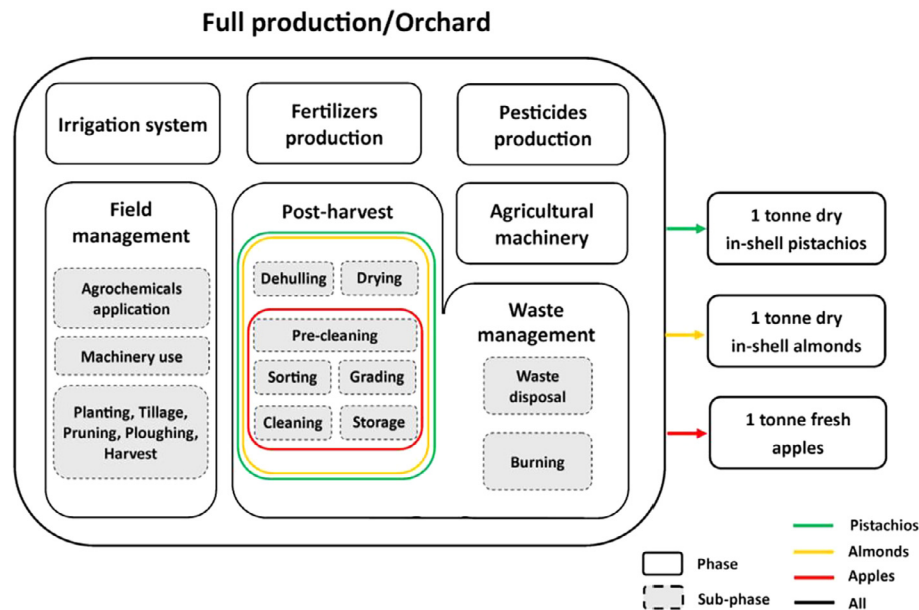 Full production/Orchard
Irrigation system
Fertilizers
production
Pesticides
production
Field
management
Agrochemicals
application
Machinery use
Planting, Tillage,
Pruning, Ploughing,
Harvest
Post-harvest
Dehulling
Drying
Pre-cleaning
Sorting
Grading
Cleaning
Storage
Agricultural
machinery
Waste
management
Waste
disposal
Burning
1 tonne dry
in-shell pistachios
1 tonne dry
in-shell almonds
1 tonne fresh
apples
Phase
Sub-phase
Pistachios
Almonds
Apples
All